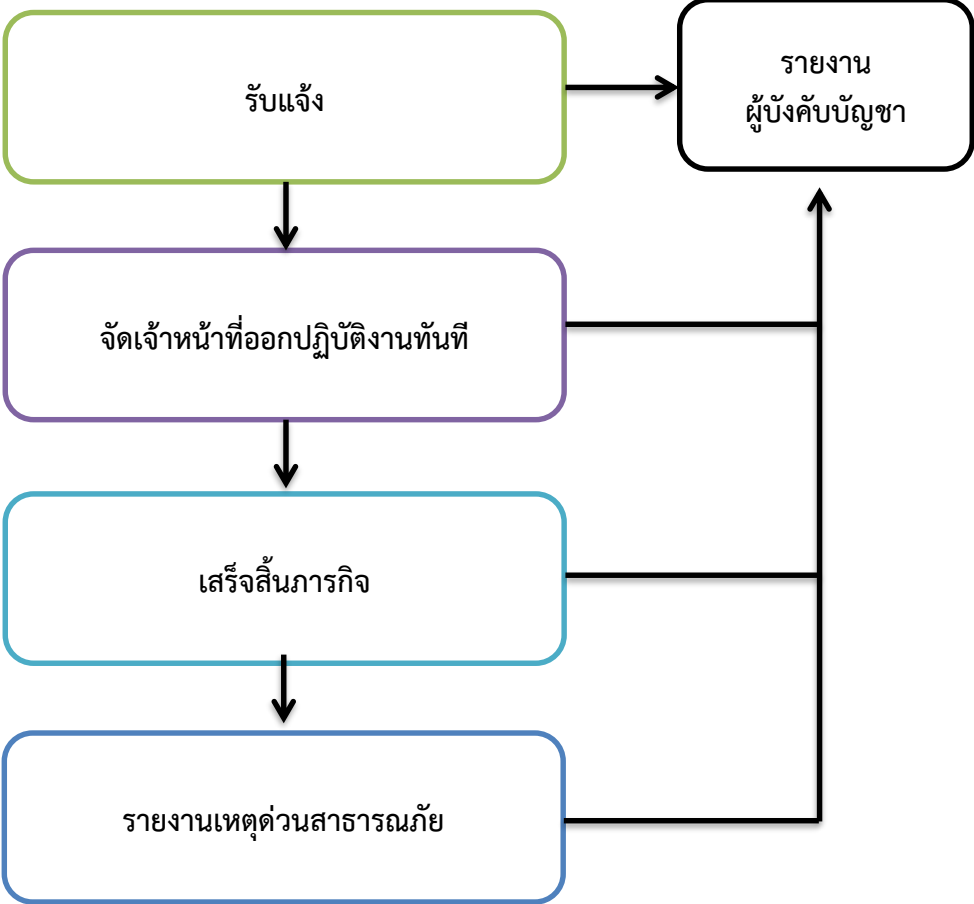 รับแจ้ง
รายงาน
ผู้บังคับบัญชา
จัดเจ้าหน้าที่ออกปฏิบัติงานทันที
เสร็จสิ้นภารกิจ
รายงานเหตุด่วนสาธารณภัย